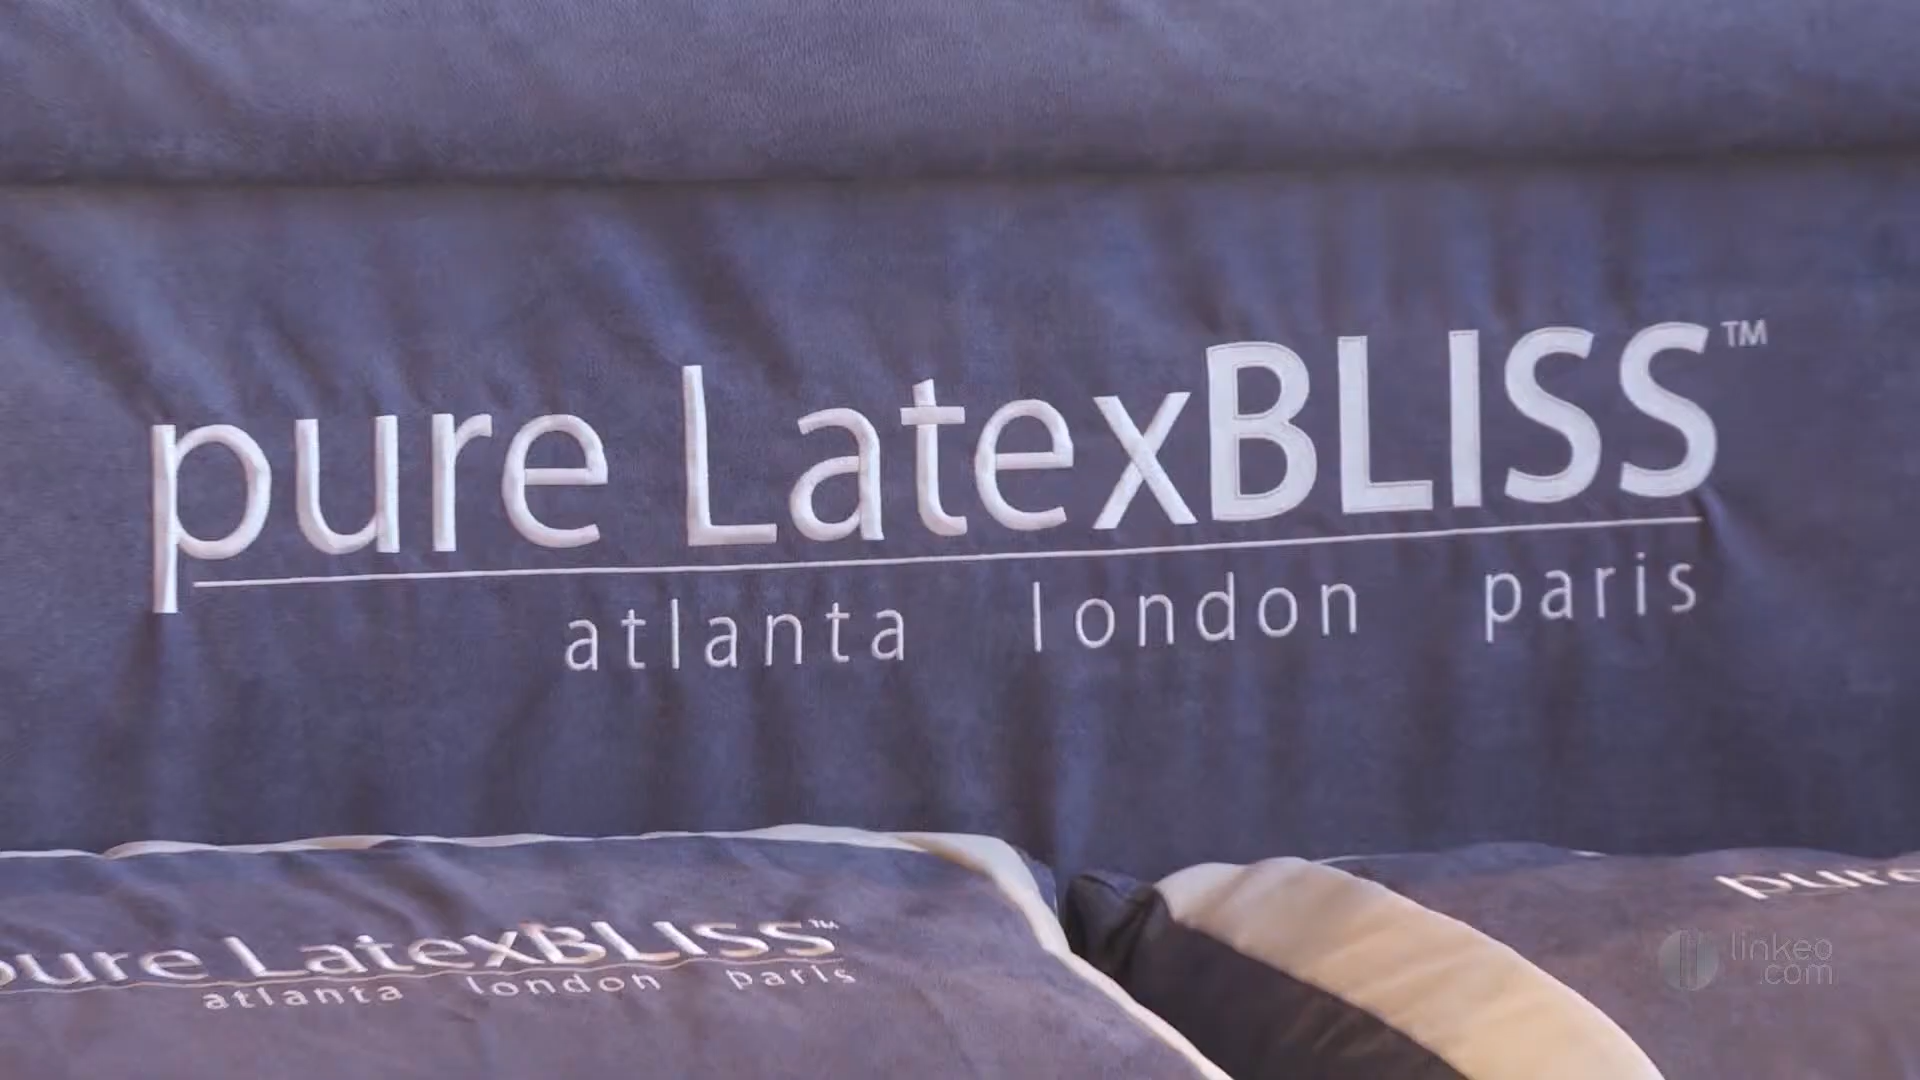 pure LatexBLISS™
atlanta london paris
pure LatexBLISS™
atlanta london paris
pure
linkeo
.com